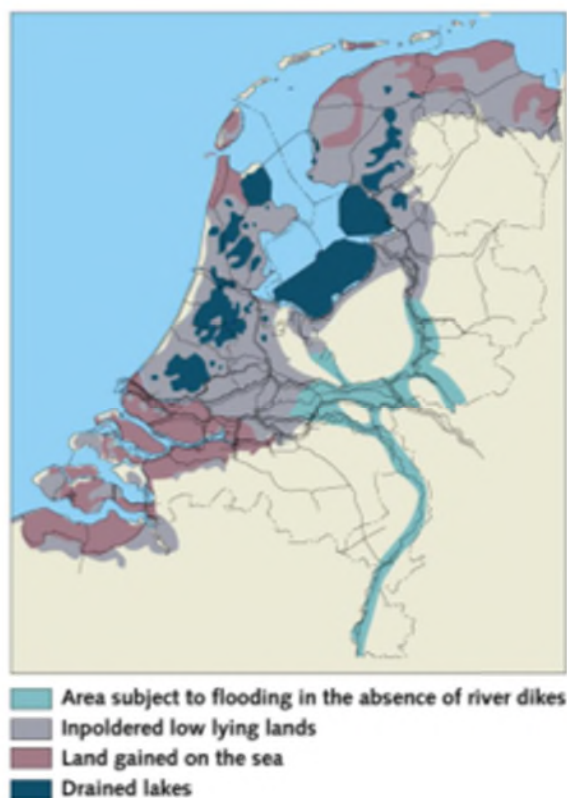 Area subject to flooding in the absence of river dikes
Inpoldered low lying lands
Land gained on the sea
Drained lakes